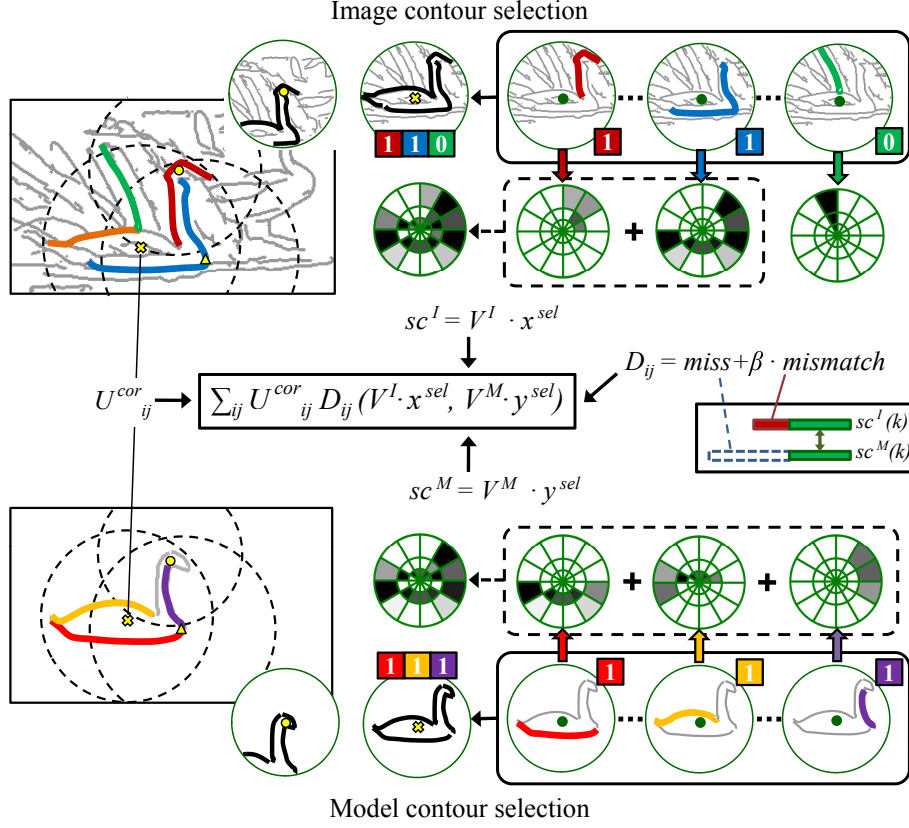 Image contour selection
1 1 0
1
1
0
+
sc^I = V^I · x^sel
D_ij = miss+β · mismatch
U^cor_ij
∑_ij U^cor_ij D_ij (V^I·x^sel, V^M·y^sel)
sc^I(k)
sc^M(k)
sc^M = V^M · y^sel
+ +
1 1 1
1
1
1
Model contour selection